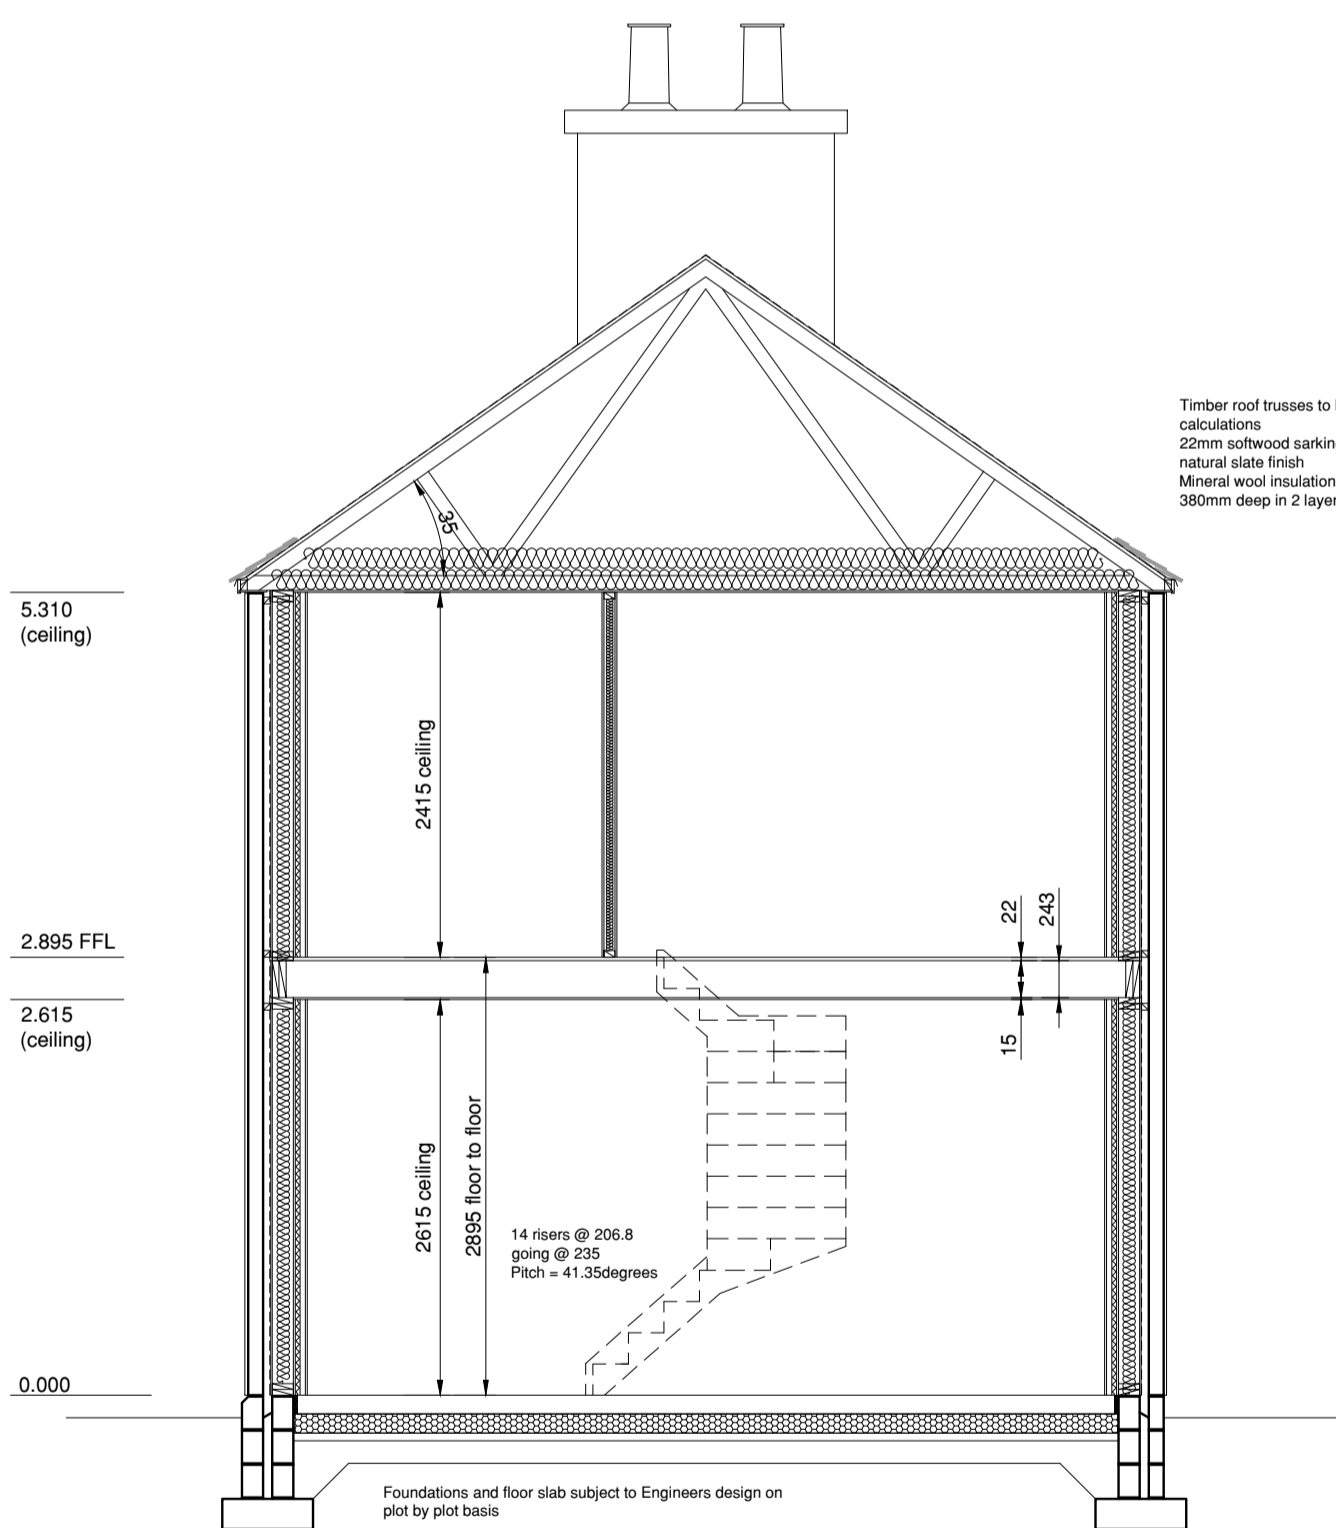 Timber roof trusses to
calculations
22mm softwood sarkin
natural slate finish
Mineral wool insulation
380mm deep in 2 layer
35
5.310
(ceiling)
2415 ceiling
2.895 FFL
22
243
2.615
(ceiling)
15
2615 ceiling
2895 floor to floor
14 risers @ 206.8
going @ 235
Pitch = 41.35degrees
0.000
Foundations and floor slab subject to Engineers design on
plot by plot basis